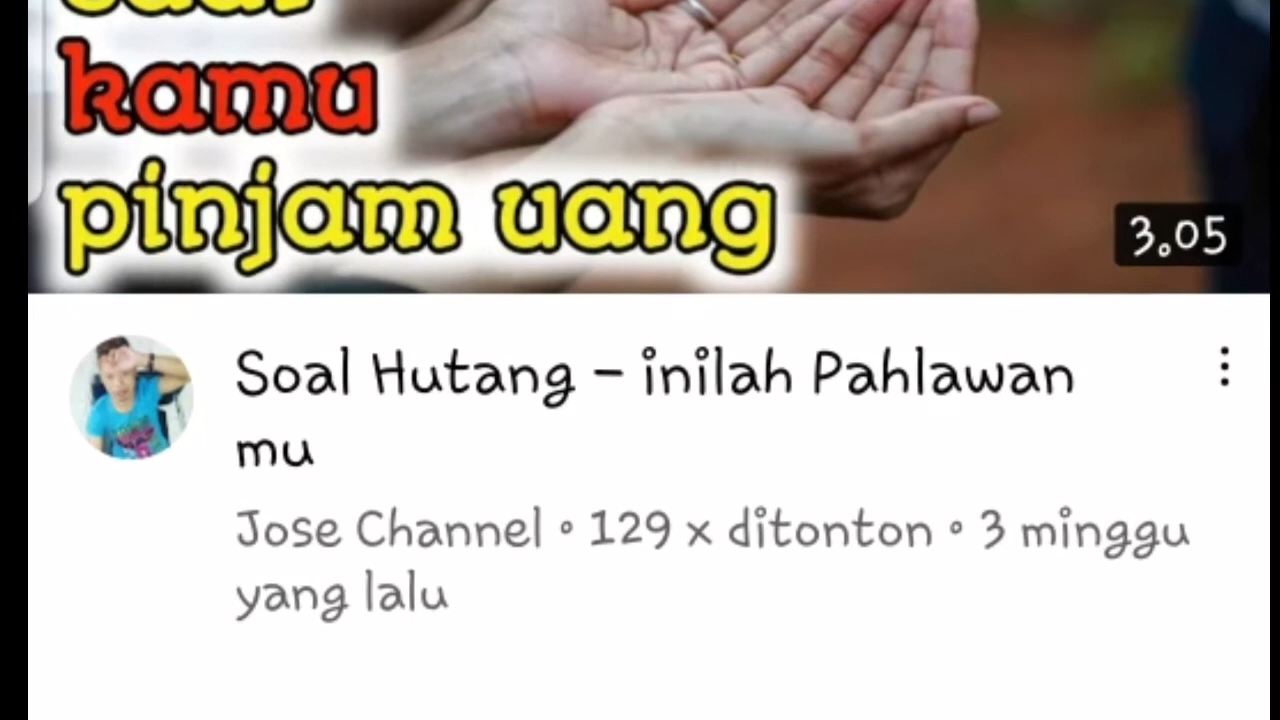 kamu
pinjam uang
3.05
Soal Hutang - inilah Pahlawan
mu
Jose Channel • 129 x ditonton • 3 minggu
yang lalu